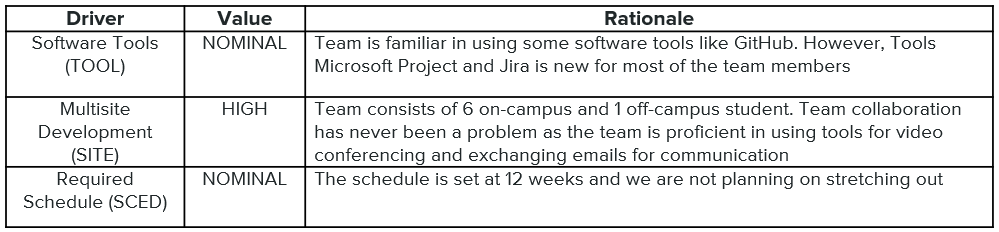 Driver Value Rationale
Software Tools (TOOL) NOMINAL Team is familiar in using some software tools like GitHub. However, Tools
Microsoft Project and Jira is new for most of the team members
Multisite Development (SITE) HIGH Team consists of 6 on-campus and 1 off-campus student. Team collaboration
has never been a problem as the team is proficient in using tools for video
conferencing and exchanging emails for communication
Required Schedule (SCED) NOMINAL The schedule is set at 12 weeks and we are not planning on stretching out